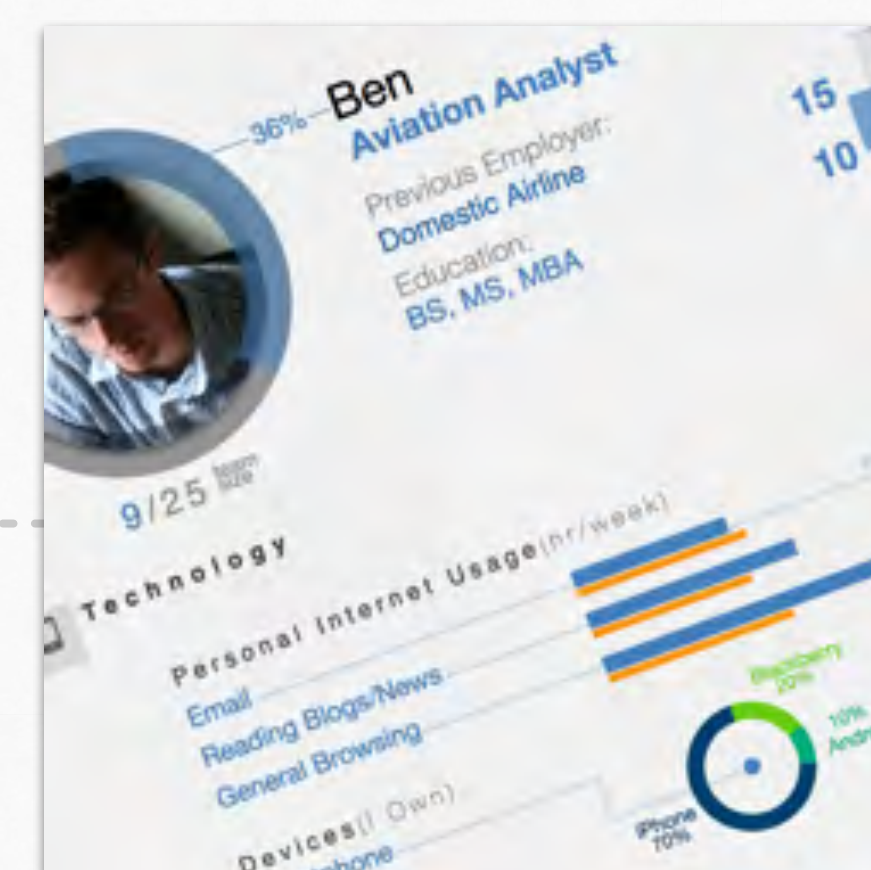 Ben
36%
Aviation Analyst
Previous Employer:
Domestic Airline
Education:
BS, MS, MBA
15
10
9/25 team
size
Technology
Personal Internet Usage(hr/week)
Email
Reading Blogs/News
General Browsing
Blackberry
20%
10%
iPhone
70%
Devices(I Own)